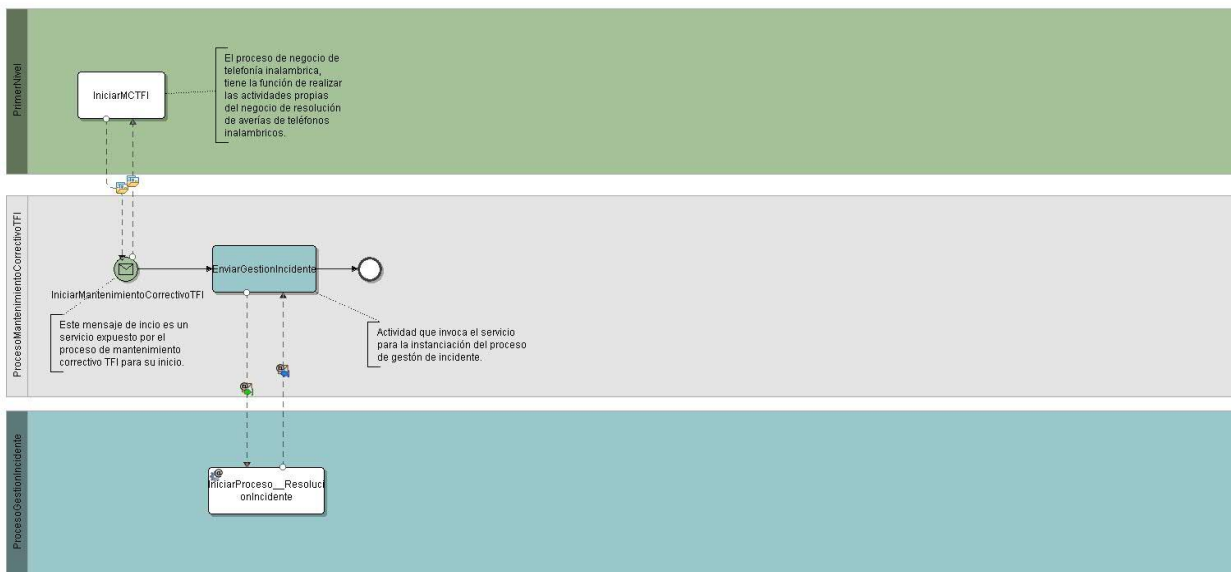 PrimerNivel
IniciarMCTFI
El proceso de negocio de
telefonía inalambrica,
tiene la función de realizar
las actividades propias
del negocio de resolución
de averías de teléfonos
inalambricos.
ProcesoMantenimientoCorrectivoTFI
IniciarMantenimientoCorrectivoTFI
EnviarGestionIncidente
Este mensaje de incio es un
servicio expuesto por el
proceso de mantenimiento
correctivo TFI para su inicio.
Actividad que invoca el servicio
para la instanciación del proceso
de gestón de incidente.
ProcesoGestionIncidente
IniciarProceso__Resoluci
onIncidente